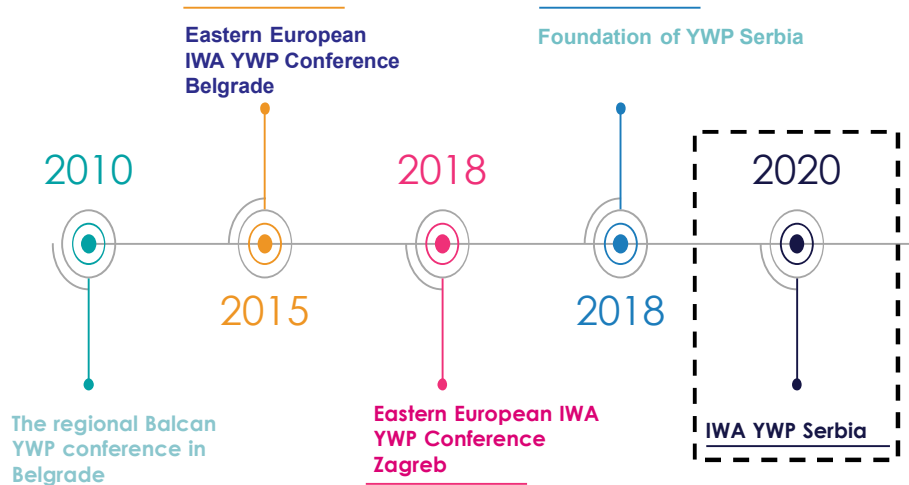 Eastern European
IWA YWP Conference
Belgrade
Foundation of YWP Serbia
2010
2018
2020
2015
2018
The regional Balcan
YWP conference in
Belgrade
Eastern European IWA
YWP Conference
Zagreb
IWA YWP Serbia